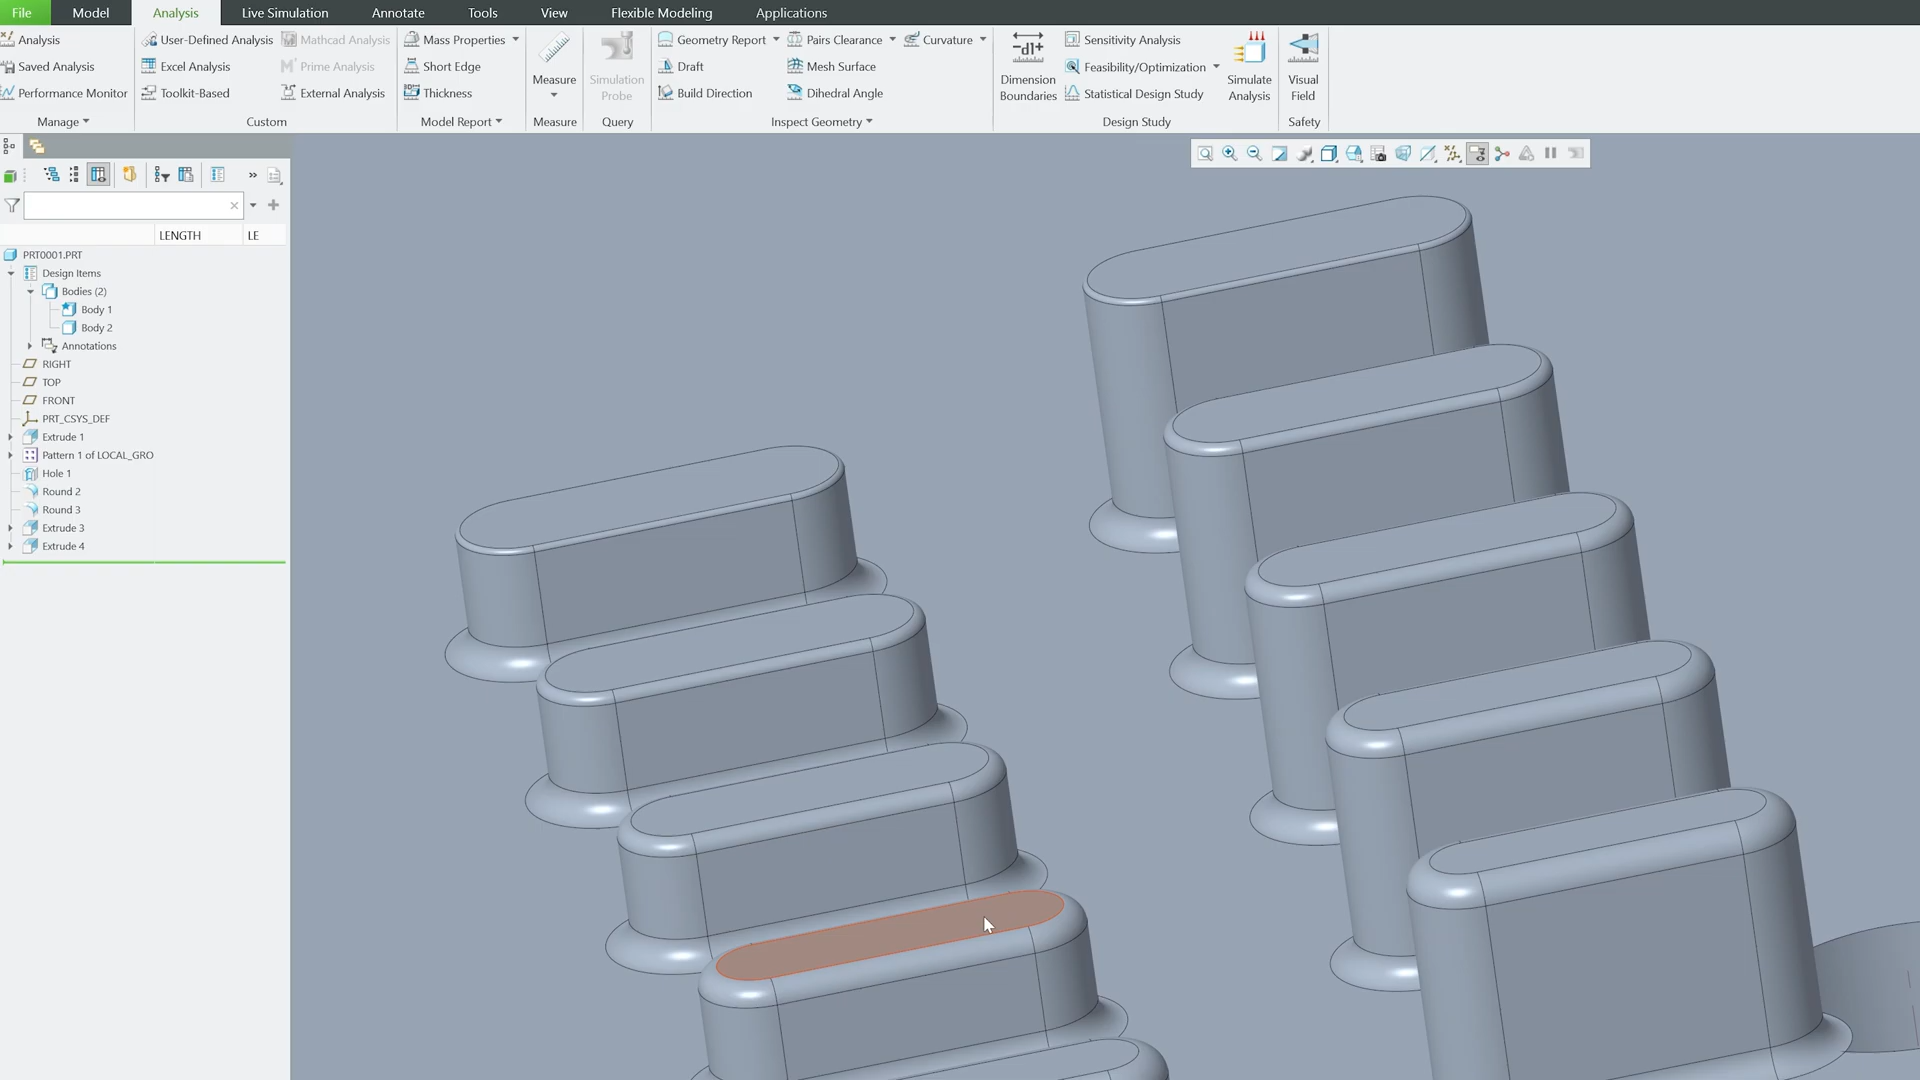 File Model Analysis Live Simulation Annotate Tools View Flexible Modeling Applications
Analysis User-Defined Analysis Mathcad Analysis Mass Properties Geometry Report Pairs Clearance Curvature Sensitivity Analysis
Saved Analysis Excel Analysis Prime Analysis Short Edge Measure Simulation Probe Draft Mesh Surface Dimension Boundaries Feasibility/Optimization Simulate Analysis Visual Field
Performance Monitor Toolkit-Based External Analysis Thickness Build Direction Dihedral Angle Statistical Design Study
Manage Custom Model Report Measure Query Inspect Geometry Design Study Safety
LENGTH LE
PRT0001.PRT
Design Items
Bodies (2)
Body 1
Body 2
Annotations
RIGHT
TOP
FRONT
PRT_CSYS_DEF
Extrude 1
Pattern 1 of LOCAL_GRO
Hole 1
Round 2
Round 3
Extrude 3
Extrude 4